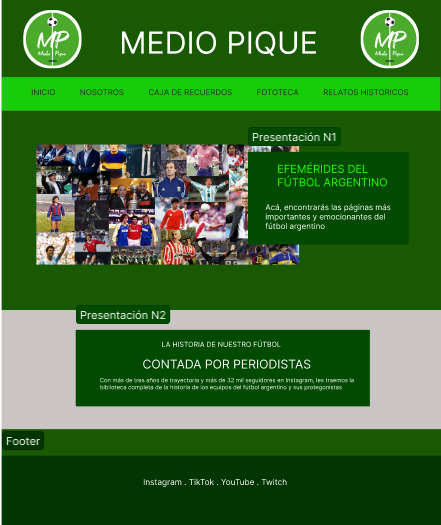 MP
Medio Pique
MEDIO PIQUE
MP
Medio Pique
INICIO NOSOTROS CAJA DE RECUERDOS FOTOTECA RELATOS HISTORICOS
Presentación N1
EFEMÉRIDES DEL
FÚTBOL ARGENTINO
Acá, encontrarás las páginas más
importantes y emocionantes del
fútbol argentino
Presentación N2
LA HISTORIA DE NUESTRO FÚTBOL
CONTADA POR PERIODISTAS
Con más de tres años de trayectoria y más de 32 mil seguidores en Instagram, les traemos la
biblioteca completa de la historia de los equipos del fútbol argentino y sus protegonistas
Footer
Instagram . TikTok . YouTube . Twitch